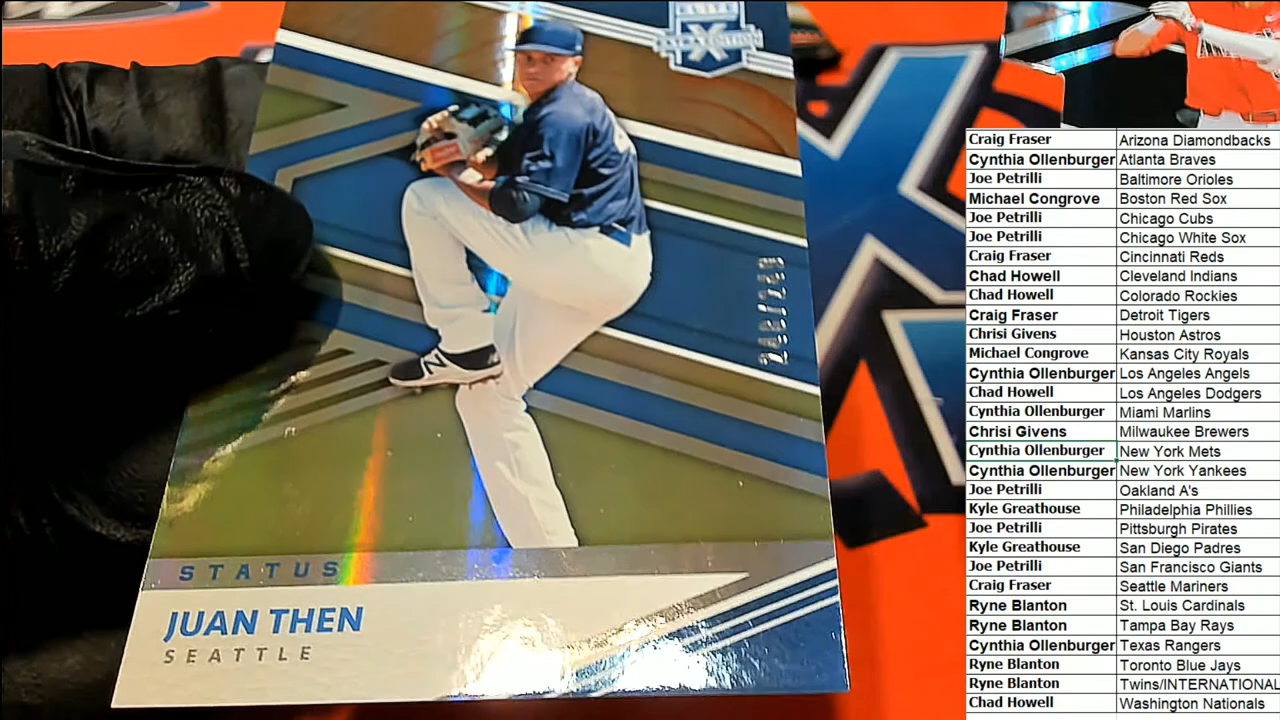 ELITE
EXTRA EDITION
X
STATUS
JUAN THEN
SEATTLE
Craig Fraser Arizona Diamondbacks
Cynthia Ollenburger Atlanta Braves
Joe Petrilli Baltimore Orioles
Michael Congrove Boston Red Sox
Joe Petrilli Chicago Cubs
Joe Petrilli Chicago White Sox
Craig Fraser Cincinnati Reds
Chad Howell Cleveland Indians
Chad Howell Colorado Rockies
Craig Fraser Detroit Tigers
Chrisi Givens Houston Astros
Michael Congrove Kansas City Royals
Cynthia Ollenburger Los Angeles Angels
Chad Howell Los Angeles Dodgers
Cynthia Ollenburger Miami Marlins
Chrisi Givens Milwaukee Brewers
Cynthia Ollenburger New York Mets
Cynthia Ollenburger New York Yankees
Joe Petrilli Oakland A's
Kyle Greathouse Philadelphia Phillies
Joe Petrilli Pittsburgh Pirates
Kyle Greathouse San Diego Padres
Joe Petrilli San Francisco Giants
Craig Fraser Seattle Mariners
Ryne Blanton St. Louis Cardinals
Ryne Blanton Tampa Bay Rays
Cynthia Ollenburger Texas Rangers
Ryne Blanton Toronto Blue Jays
Ryne Blanton Twins/INTERNATIONAL
Chad Howell Washington Nationals